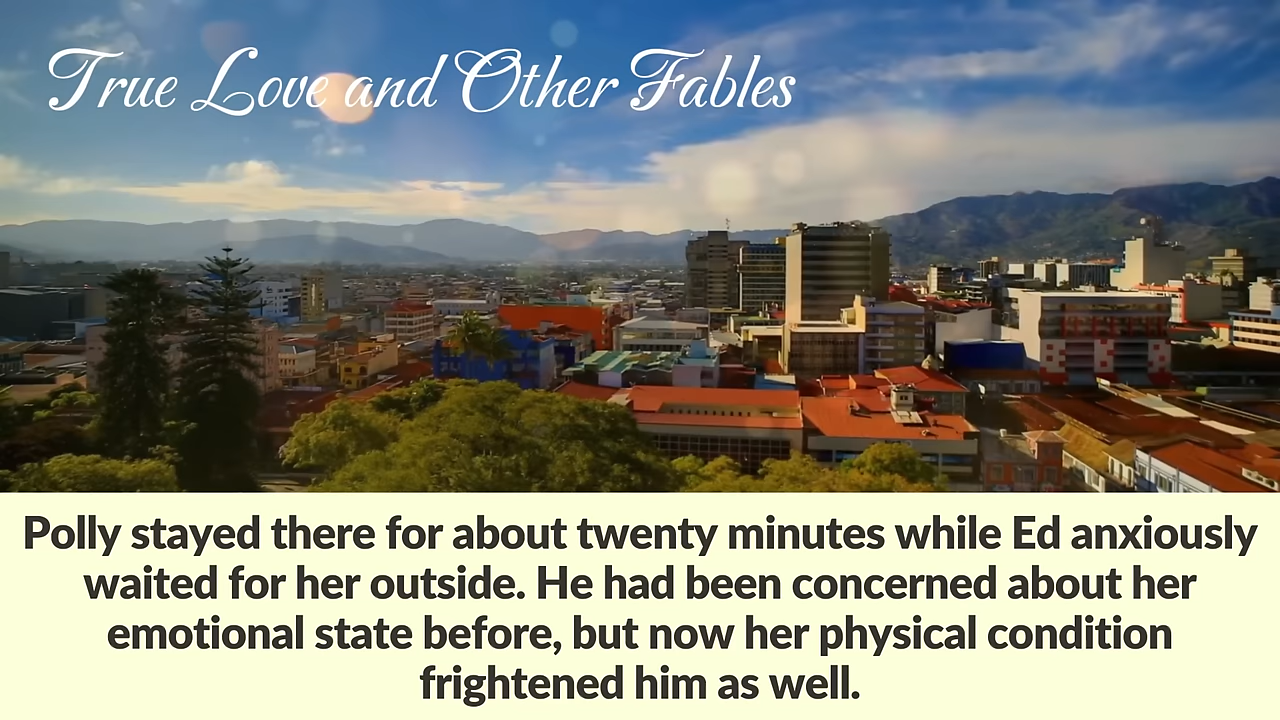 True Love and Other Fables
Polly stayed there for about twenty minutes while Ed anxiously
waited for her outside. He had been concerned about her
emotional state before, but now her physical condition
frightened him as well.